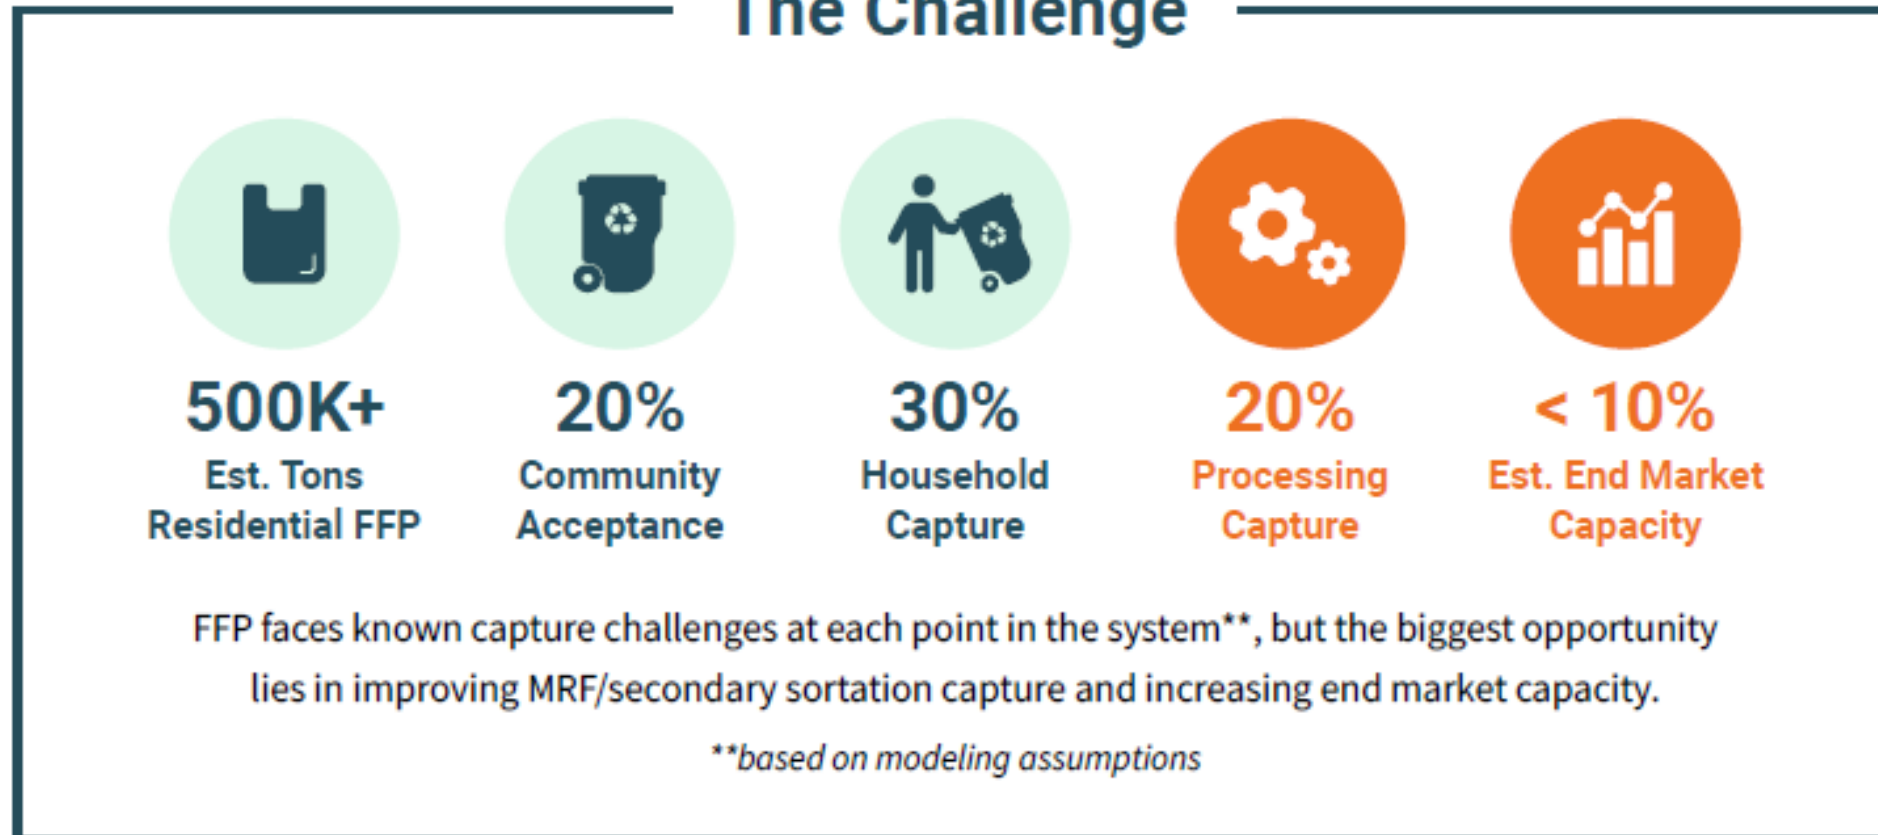 The Challenge
500K+
Est. Tons
Residential FFP
20%
Community
Acceptance
30%
Household
Capture
20%
Processing
Capture
< 10%
Est. End Market
Capacity
FFP faces known capture challenges at each point in the system**, but the biggest opportunity
lies in improving MRF/secondary sortation capture and increasing end market capacity.
**based on modeling assumptions